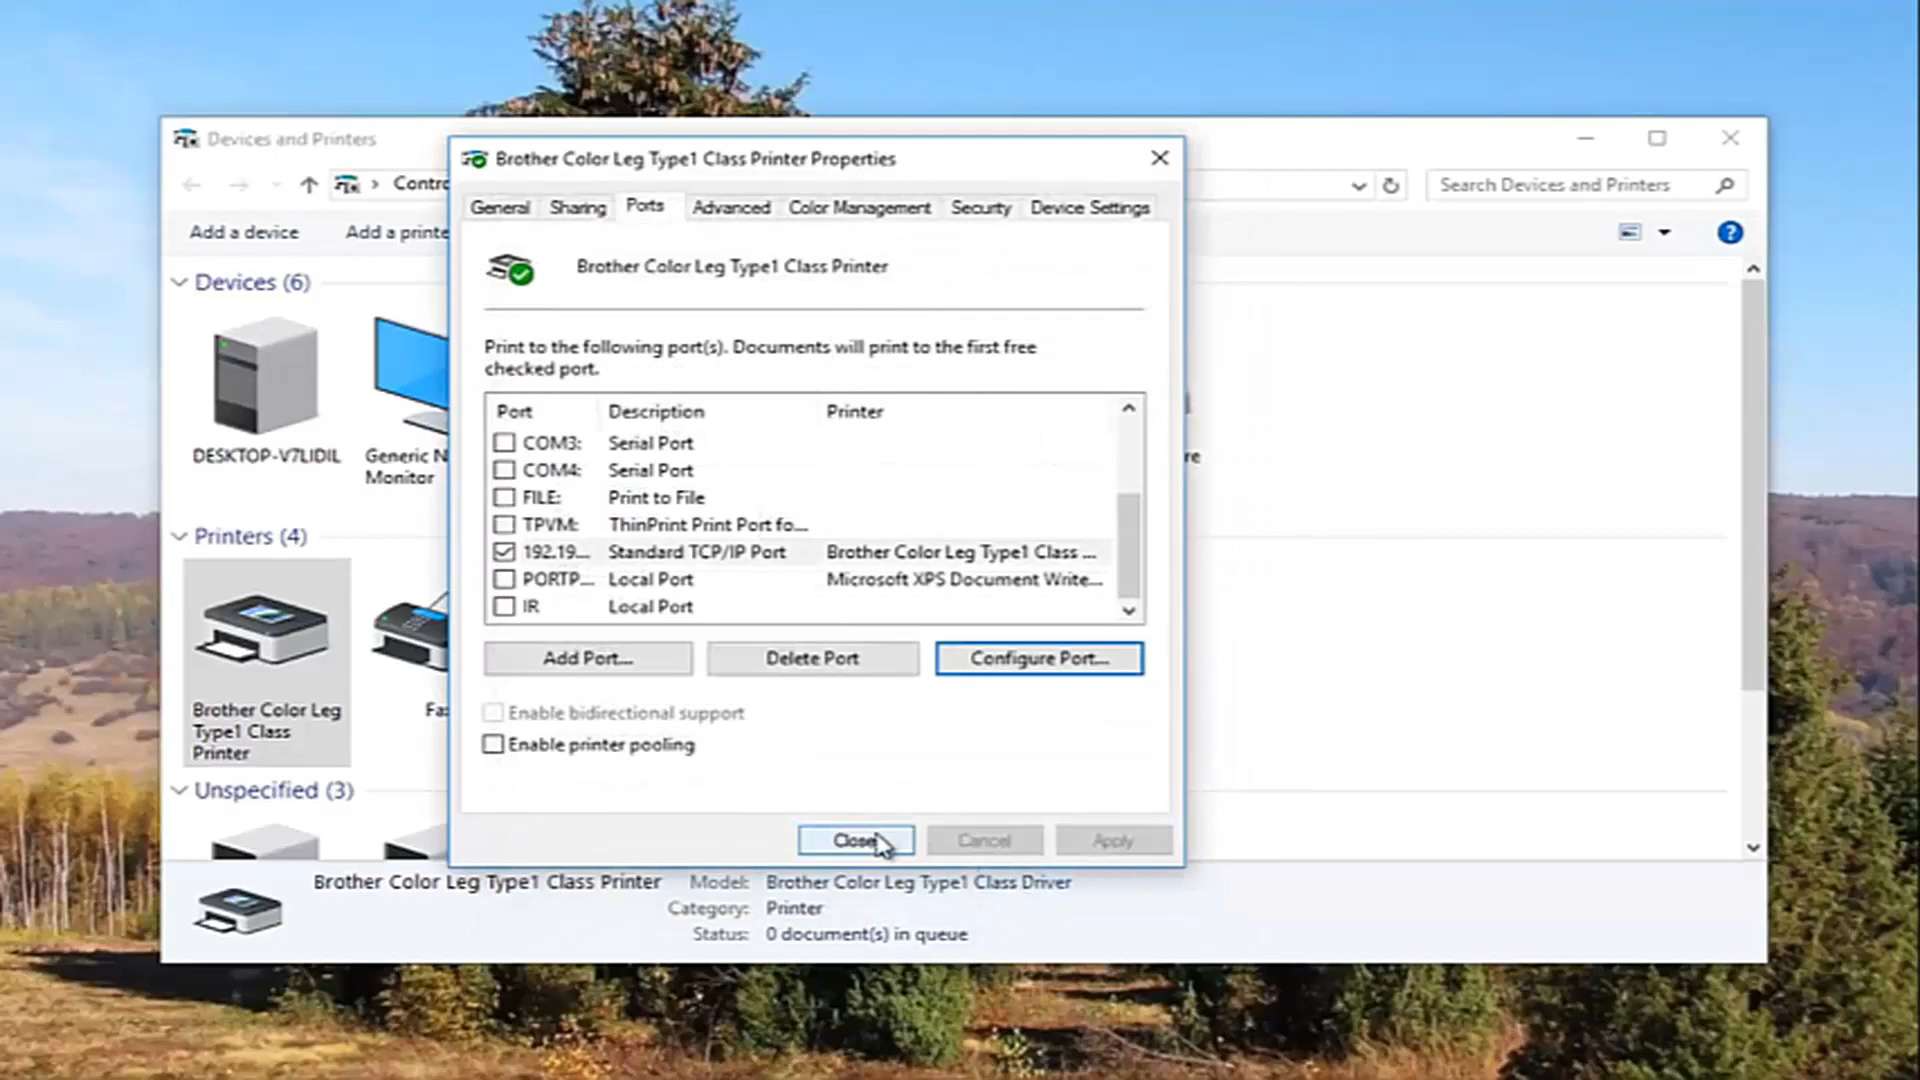 Devices and Printers
Contro
Search Devices and Printers
Add a device
Add a printe
Devices (6)
DESKTOP-V7LIDIL
Generic N
Monitor
re
Printers (4)
Brother Color Leg
Type1 Class
Printer
Fax
Unspecified (3)
Brother Color Leg Type1 Class Printer Properties
General
Sharing
Ports
Advanced
Color Management
Security
Device Settings
Brother Color Leg Type1 Class Printer
Print to the following port(s). Documents will print to the first free
checked port.
Port Description Printer
COM3: Serial Port
COM4: Serial Port
FILE: Print to File
TPVM: ThinPrint Print Port fo...
192.19... Standard TCP/IP Port Brother Color Leg Type1 Class ...
PORTP... Local Port Microsoft XPS Document Write...
IR Local Port
Add Port...
Delete Port
Configure Port...
Enable bidirectional support
Enable printer pooling
Close
Cancel
Apply
Brother Color Leg Type1 Class Printer
Model: Brother Color Leg Type1 Class Driver
Category: Printer
Status: 0 document(s) in queue